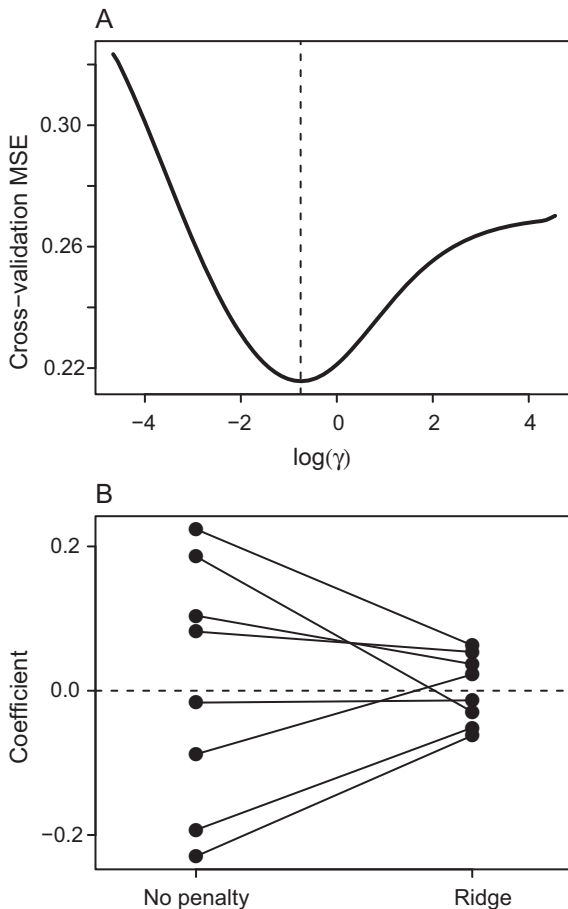 A
Cross−validation MSE
0.30
0.26
0.22
−4 −2 0 2 4
log(γ)
B
Coefficient
0.2
0.0
−0.2
No penalty Ridge